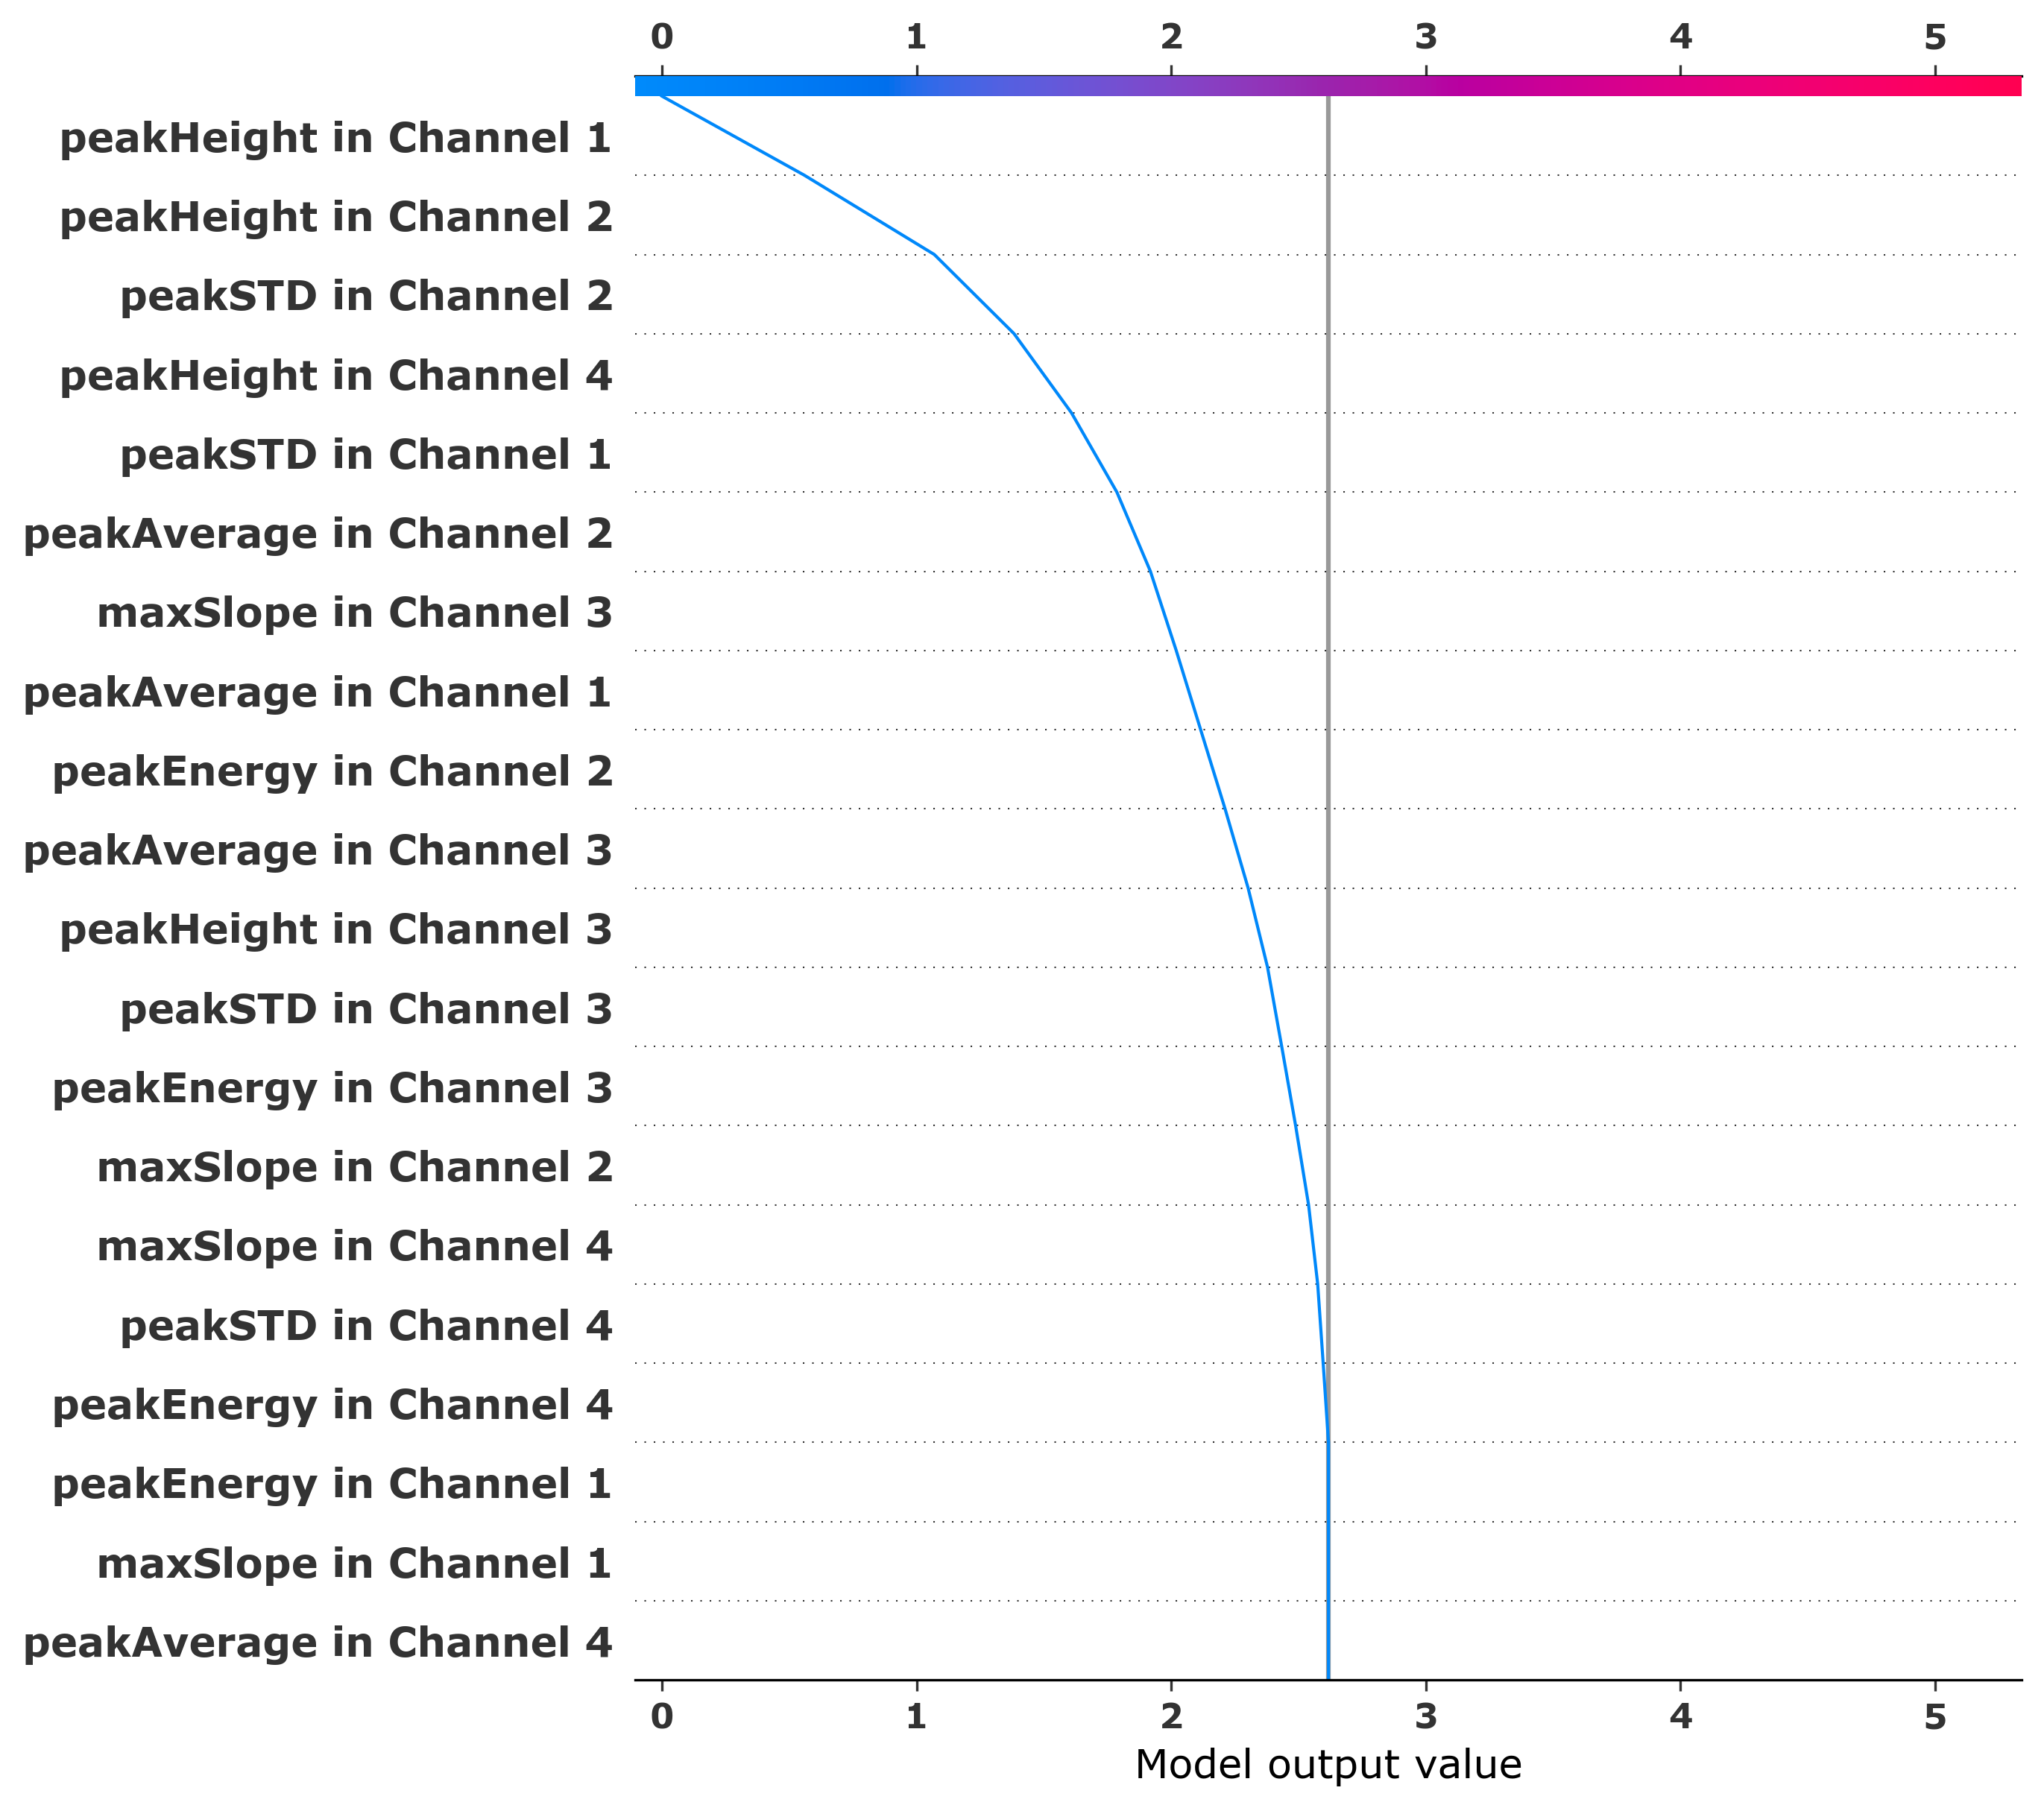 0 1 2 3 4 5
peakHeight in Channel 1
peakHeight in Channel 2
peakSTD in Channel 2
peakHeight in Channel 4
peakSTD in Channel 1
peakAverage in Channel 2
maxSlope in Channel 3
peakAverage in Channel 1
peakEnergy in Channel 2
peakAverage in Channel 3
peakHeight in Channel 3
peakSTD in Channel 3
peakEnergy in Channel 3
maxSlope in Channel 2
maxSlope in Channel 4
peakSTD in Channel 4
peakEnergy in Channel 4
peakEnergy in Channel 1
maxSlope in Channel 1
peakAverage in Channel 4
0 1 2 3 4 5
Model output value